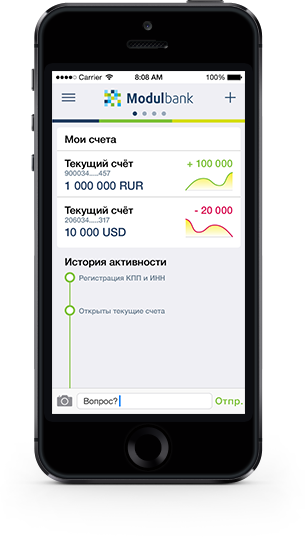 Carrier 8:08 AM 100%
Modulbank
Мои счета
Текущий счёт + 100 000
900034.....457
1 000 000 RUR
Текущий счёт - 20 000
206034.....317
10 000 USD
История активности
Регистрация КПП и ИНН
Открыты текущие счета
Вопрос? Отпр.